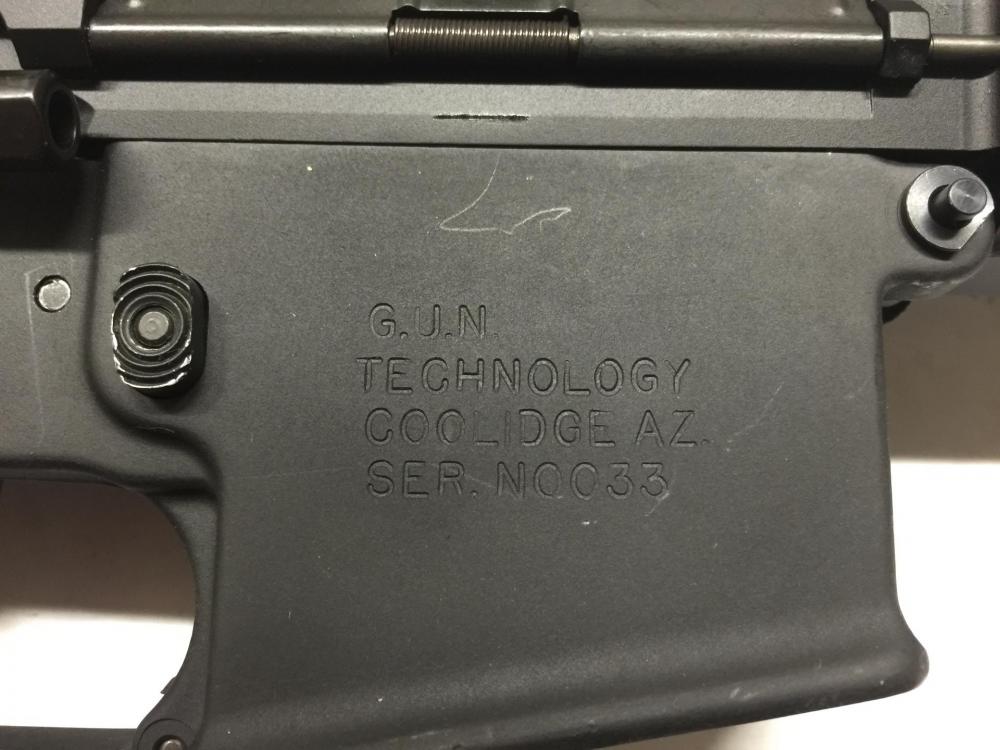 G.U.N.
TECHNOLOGY
COOLIDGE AZ.
SER. NO033